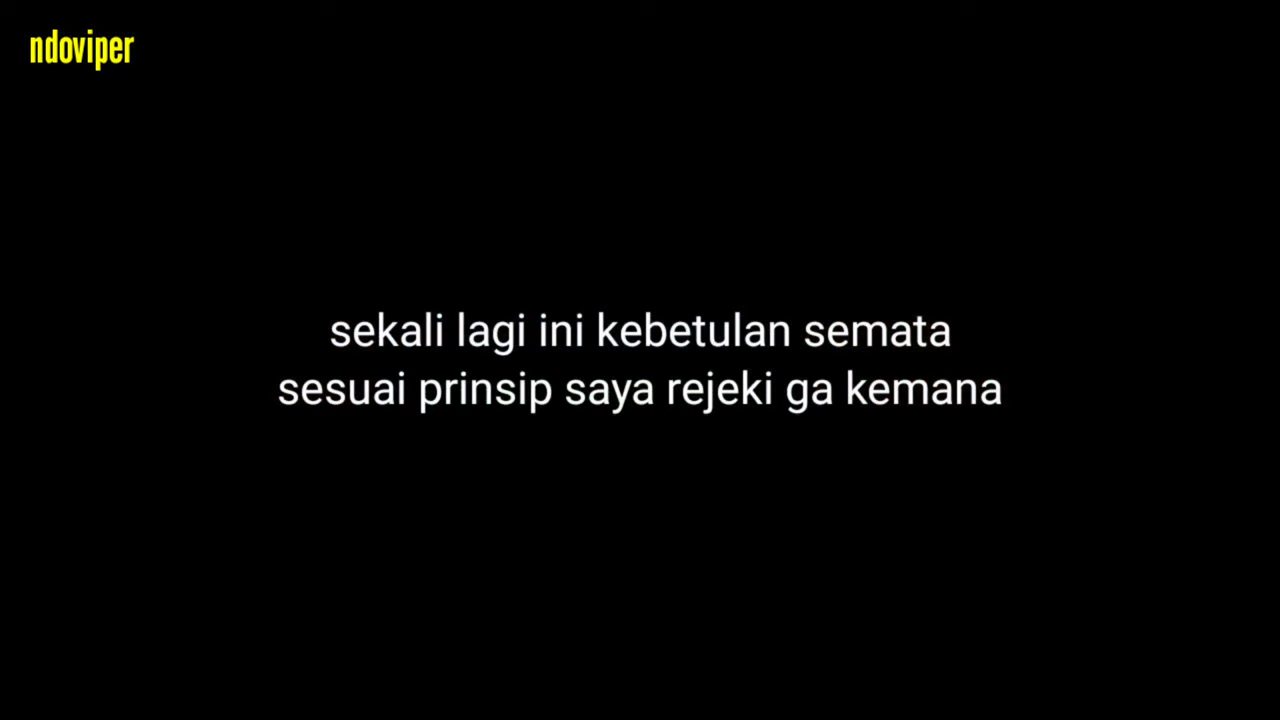 ndoviper
sekali lagi ini kebetulan semata
sesuai prinsip saya rejeki ga kemana